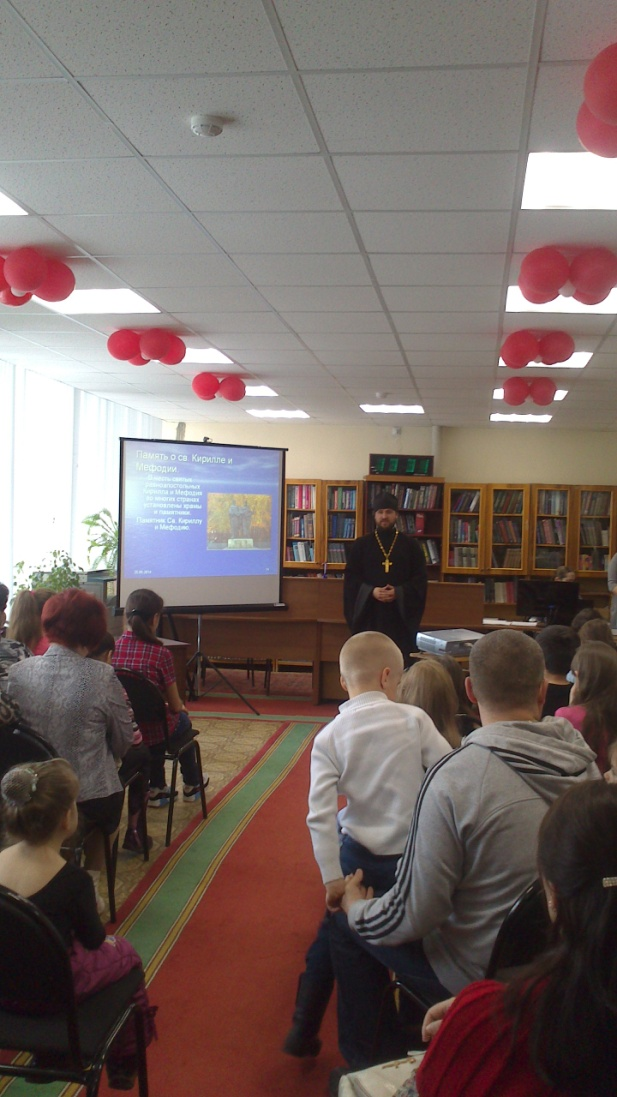 Память о св. Кирилле и
Мефодии.
В честь святых
равноапостольных
Кирилла и Мефодия
во многих странах
установлены храмы
и памятники.
Памятник Св. Кириллу
и Мефодию.